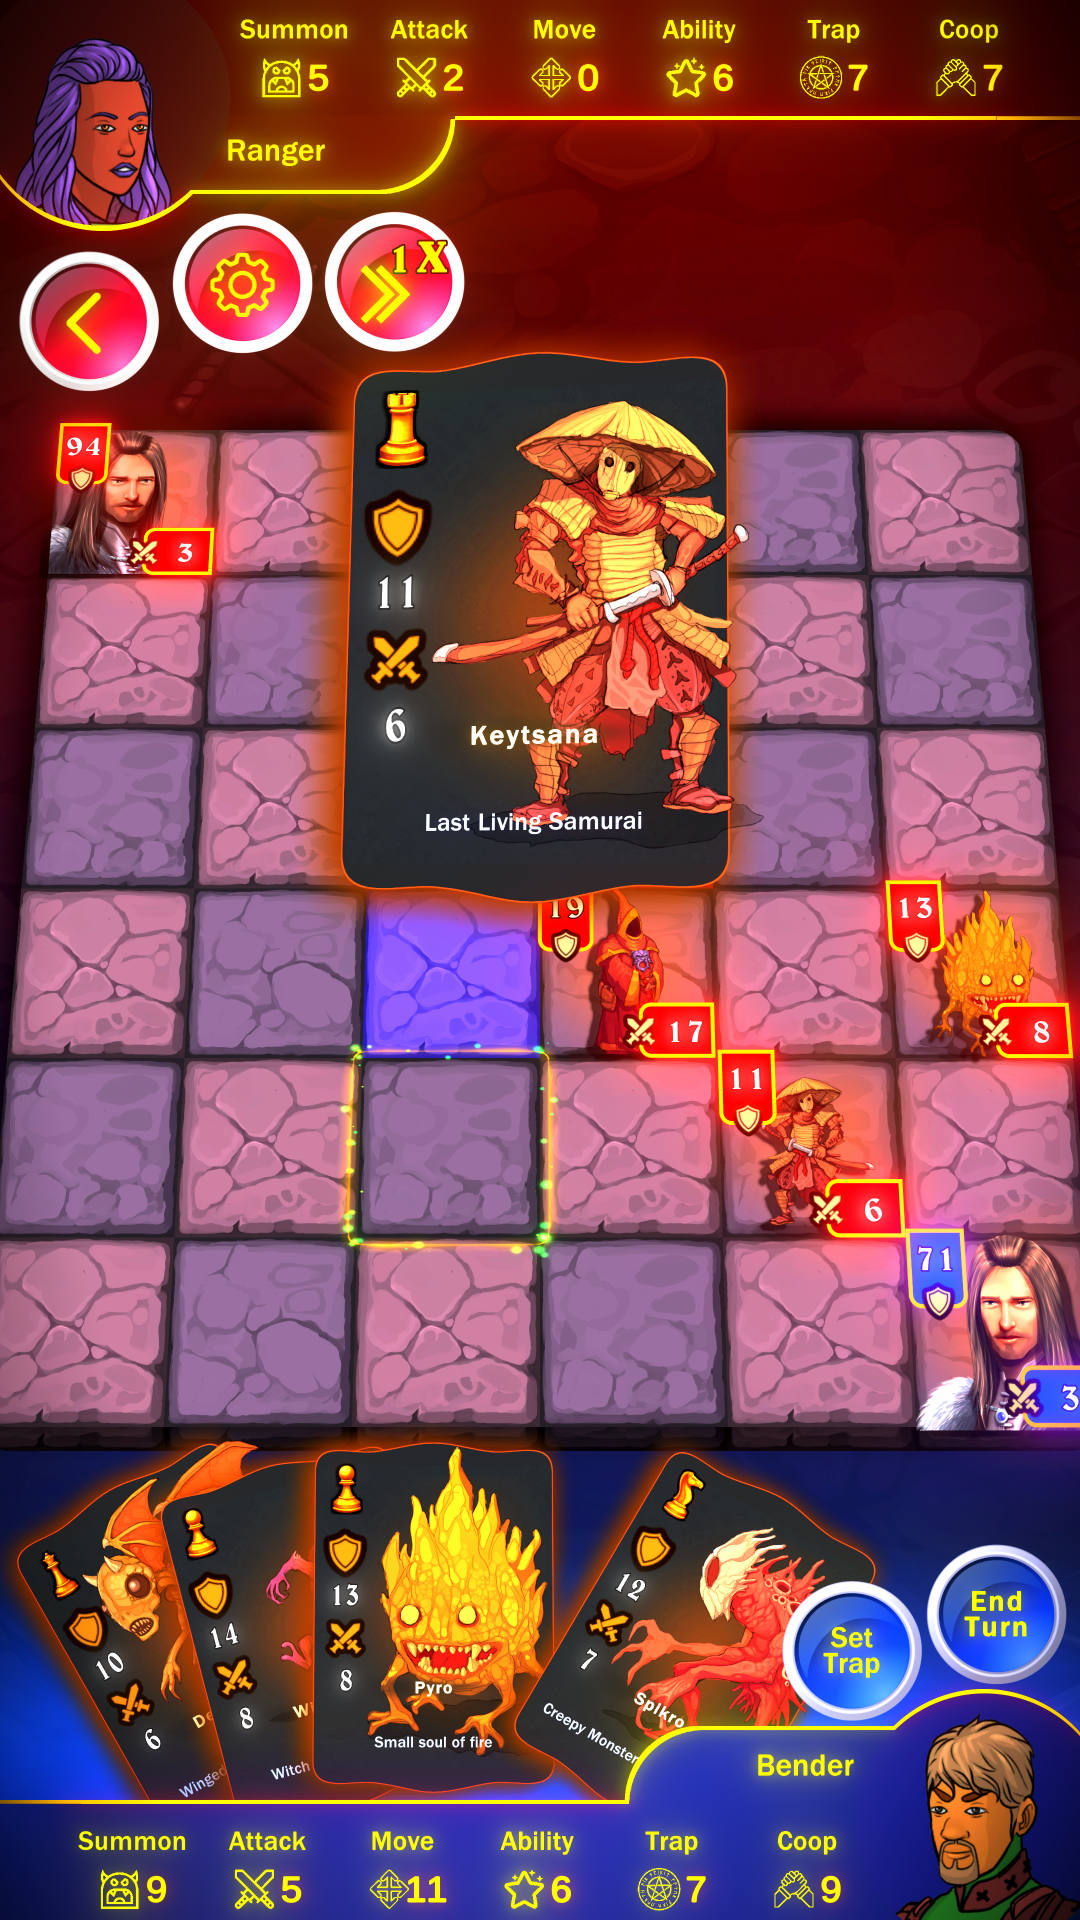 Summon Attack Move Ability Trap Coop
5 2 0 6 7 7
Ranger
1 X
94
3
11
6
Keytsana
Last Living Samurai
19
17
13
8
11
6
71
3
10
6
Winged
14
8
Witch
13
8
Pyro
Small soul of fire
12
7
Spikro
Creepy Monster
Set
Trap
End
Turn
Bender
Summon Attack Move Ability Trap Coop
9 5 11 6 7 9